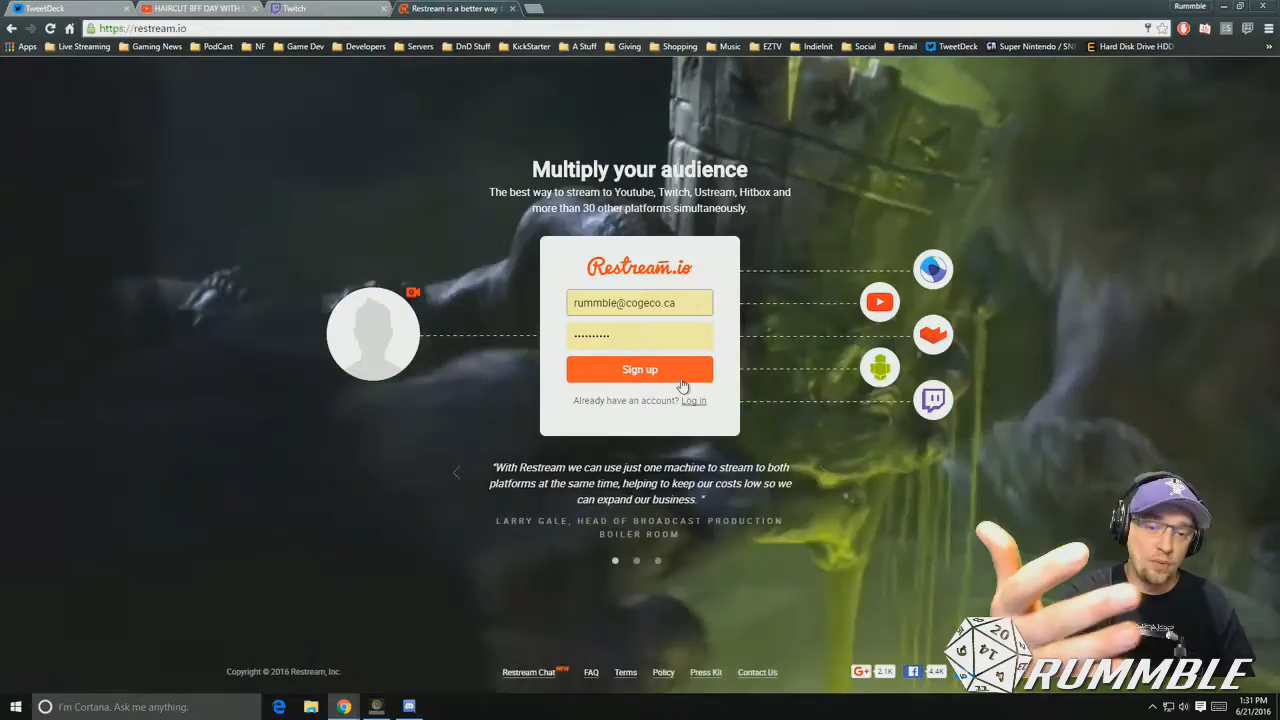 TweetDeck
HAIRCUT BFF DAY WITH
Twitch
Restream is a better way
Rummble
https://restream.io
Apps
Live Streaming
Gaming News
PodCast
NF
Game Dev
Developers
Servers
DnD Stuff
KickStarter
A Stuff
Giving
Shopping
Music
EZTV
IndieInit
Social
Email
TweetDeck
Super Nintendo / SNI
Hard Disk Drive HDD
Multiply your audience
The best way to stream to Youtube, Twitch, Ustream, Hitbox and
more than 30 other platforms simultaneously.
Restream.io
rummble@cogeco.ca
••••••••••
Sign up
Already have an account? Log in
"With Restream we can use just one machine to stream to both
platforms at the same time, helping to keep our costs low so we
can expand our business. "
LARRY GALE, HEAD OF BROADCAST PRODUCTION
BOILER ROOM
Copyright © 2016 Restream, Inc.
Restream Chat new
FAQ
Terms
Policy
Press Kit
Contact Us
G+ 2.1K
f 4.4K
20
RUMMBLE
I'm Cortana. Ask me anything.
1:31 PM
6/21/2016